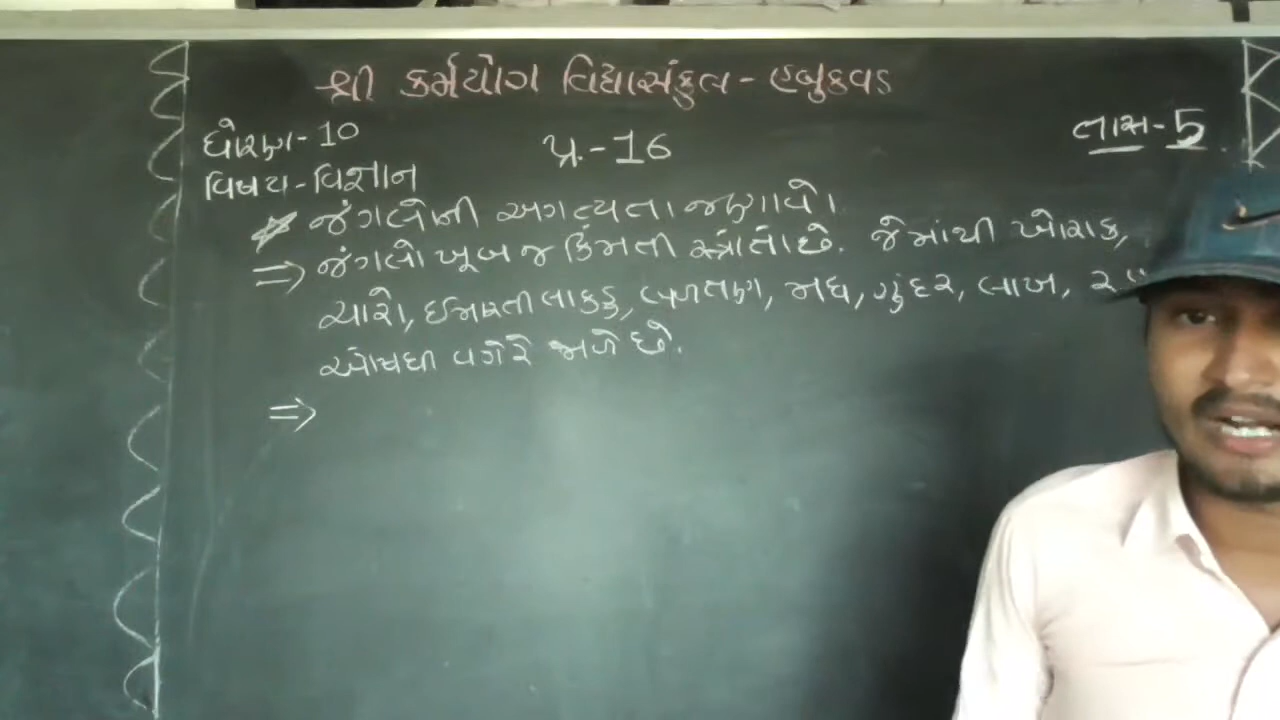 શ્રી કર્મયોગ વિદ્યાસંકુલ - હબુકવડ
ધોરણ - 10
પ્ર. - 16
તાસ - 5
વિષય - વિજ્ઞાન
* જંગલોની અગત્યતા જણાવો.
⇒ જંગલો ખૂબ જ કિંમતી સ્ત્રોત છે. જેમાંથી ખોરાક,
ચારો, ઈમારતી લાકડુ, બળતણ, મધ, ગુંદર, લાખ,
ઔષધી વગેરે મળે છે.
⇒